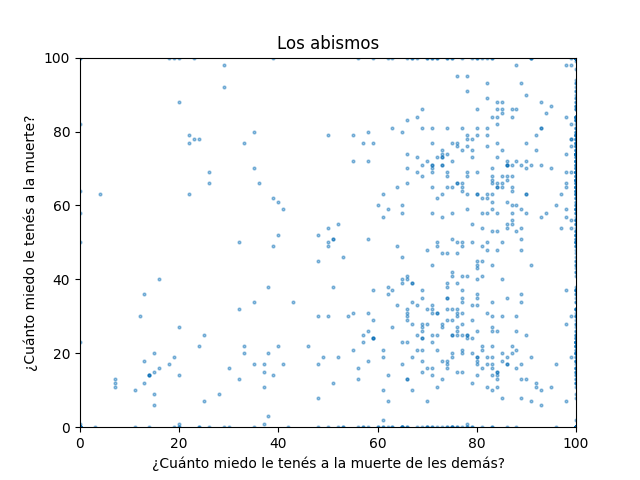 Los abismos
¿Cuánto miedo le tenés a la muerte?
100
80
60
40
20
0
0 20 40 60 80 100
¿Cuánto miedo le tenés a la muerte de les demás?